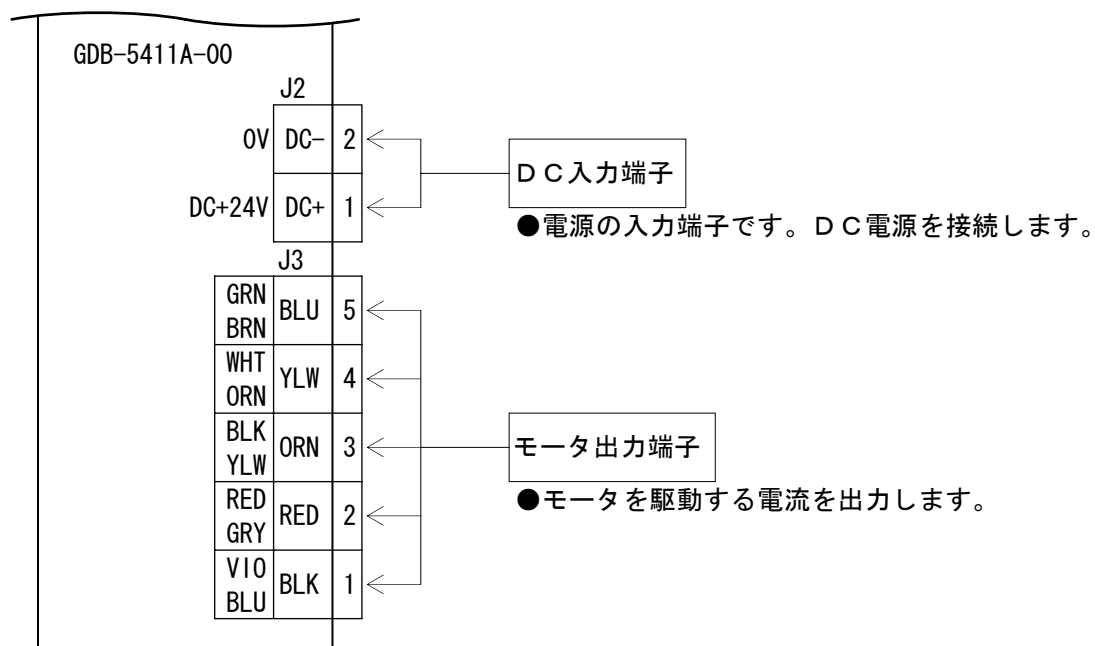 GDB-5411A-00
J2
0V DC- 2
DC入力端子
DC+24V DC+ 1
●電源の入力端子です。DC電源を接続します。
J3
GRN
BRN
BLU 5
WHT
ORN
YLW 4
BLK
YLW
ORN 3
モータ出力端子
RED
GRY
RED 2
●モータを駆動する電流を出力します。
VIO
BLU
BLK 1